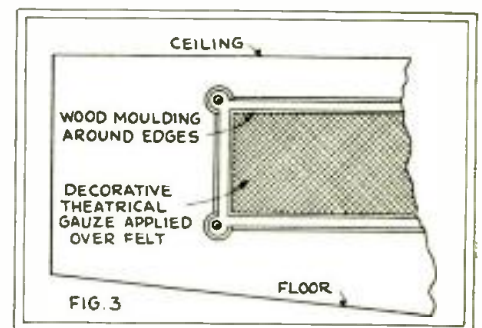 CEILING
WOOD MOULDING
AROUND EDGES
DECORATIVE
THEATRICAL
GAUZE APPLIED
OVER FELT
FLOOR
FIG. 3